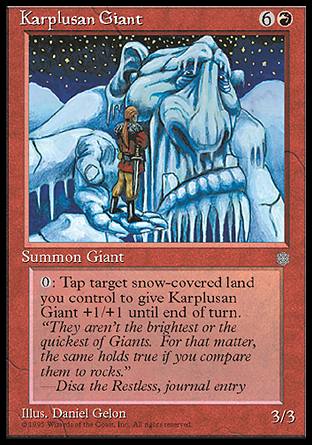 Karplusan Giant 6
Summon Giant
0: Tap target snow-covered land
you control to give Karplusan
Giant +1/+1 until end of turn.
"They aren't the brightest or the
quickest of Giants. For that matter,
the same holds true if you compare
them to rocks."
—Disa the Restless, journal entry
Illus. Daniel Gelon
©1995 Wizards of the Coast, Inc. All rights reserved.
3/3